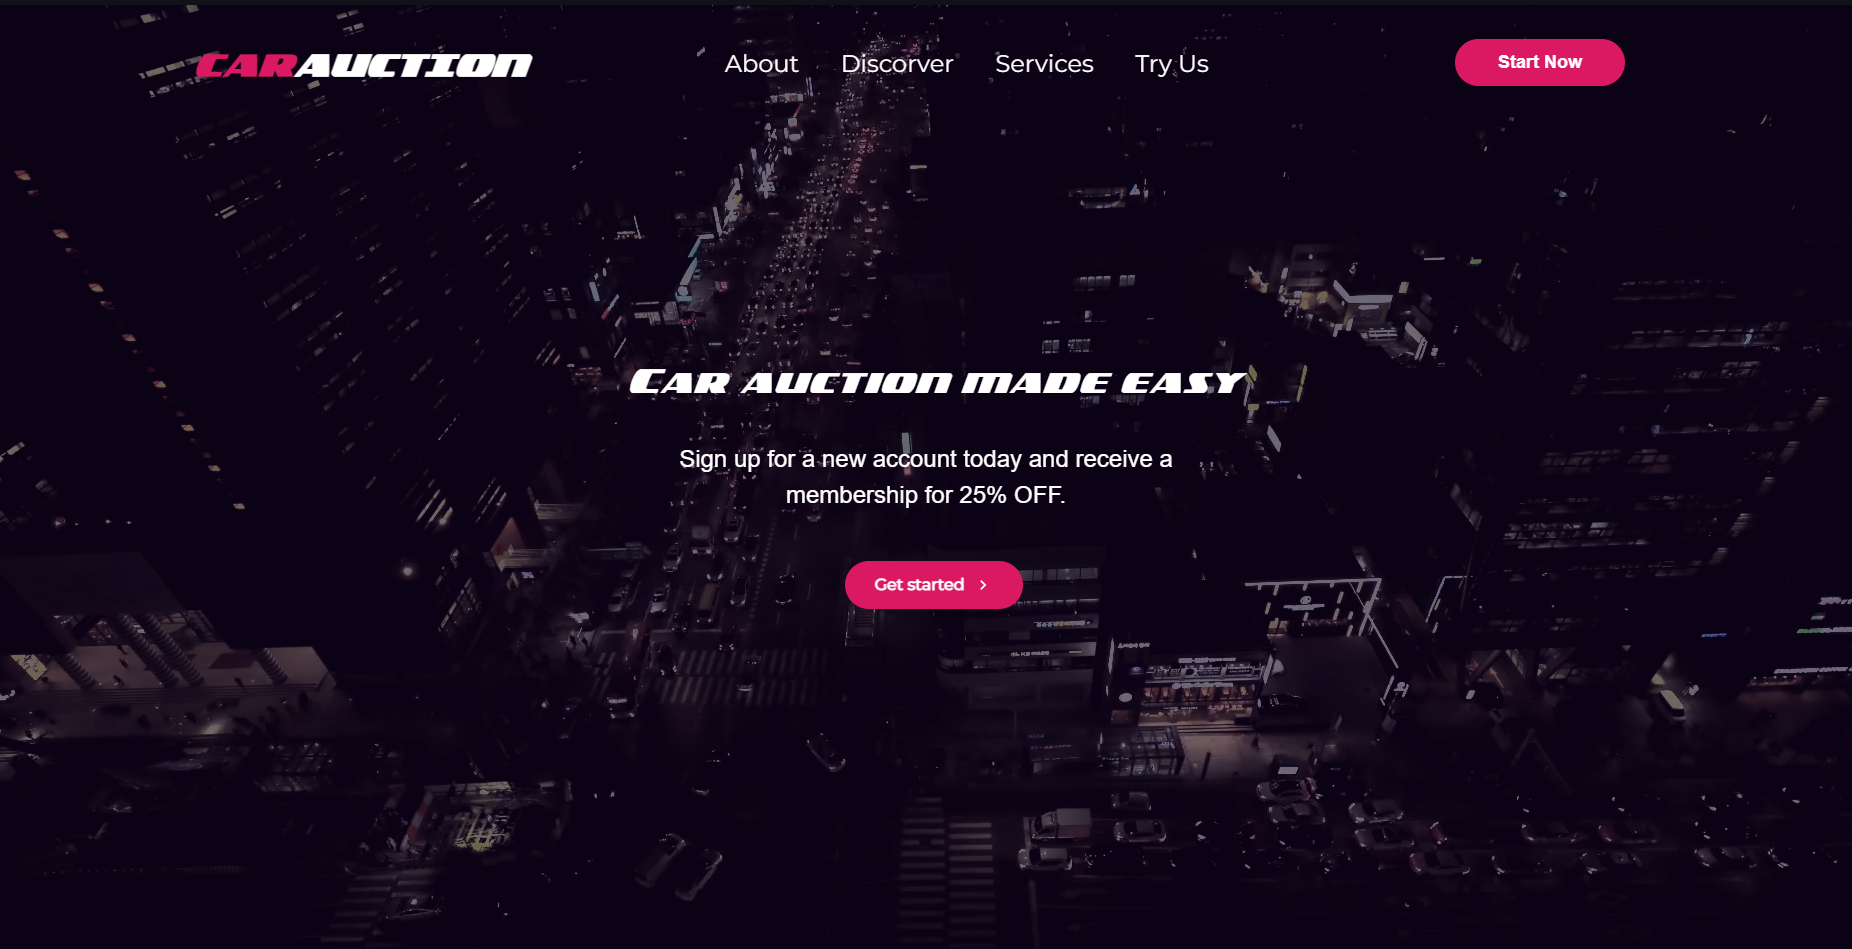 CARAUCTION
About Discorver Services Try Us
Start Now
Car auction made easy
Sign up for a new account today and receive a
membership for 25% OFF.
Get started